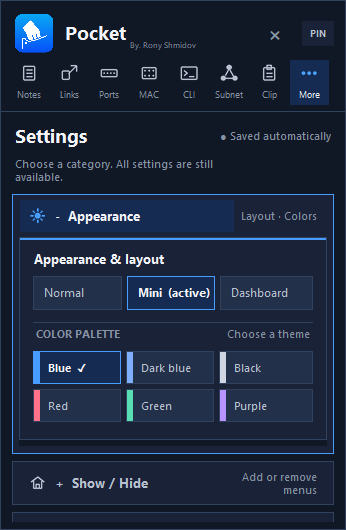 Pocket
By. Rony Shmidov
×
PIN
Notes Links Ports MAC CLI Subnet Clip More
Settings
● Saved automatically
Choose a category. All settings are still
available.
- Appearance
Layout · Colors
Appearance & layout
Normal Mini (active) Dashboard
COLOR PALETTE Choose a theme
Blue ✓ Dark blue Black
Red Green Purple
+ Show / Hide
Add or remove
menus